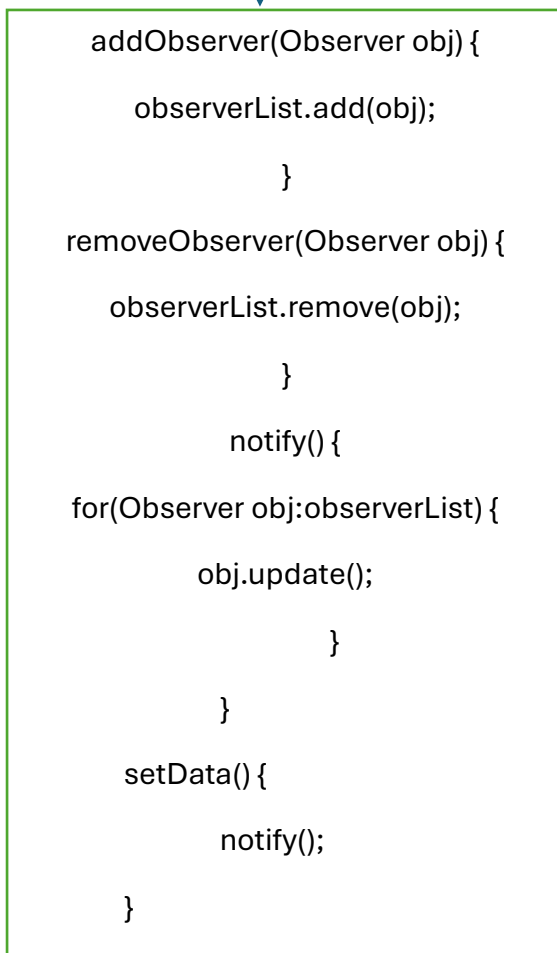 addObserver(Observer obj) {
observerList.add(obj);
}
removeObserver(Observer obj) {
observerList.remove(obj);
}
notify() {
for(Observer obj:observerList) {
obj.update();
}
}
setData() {
notify();
}